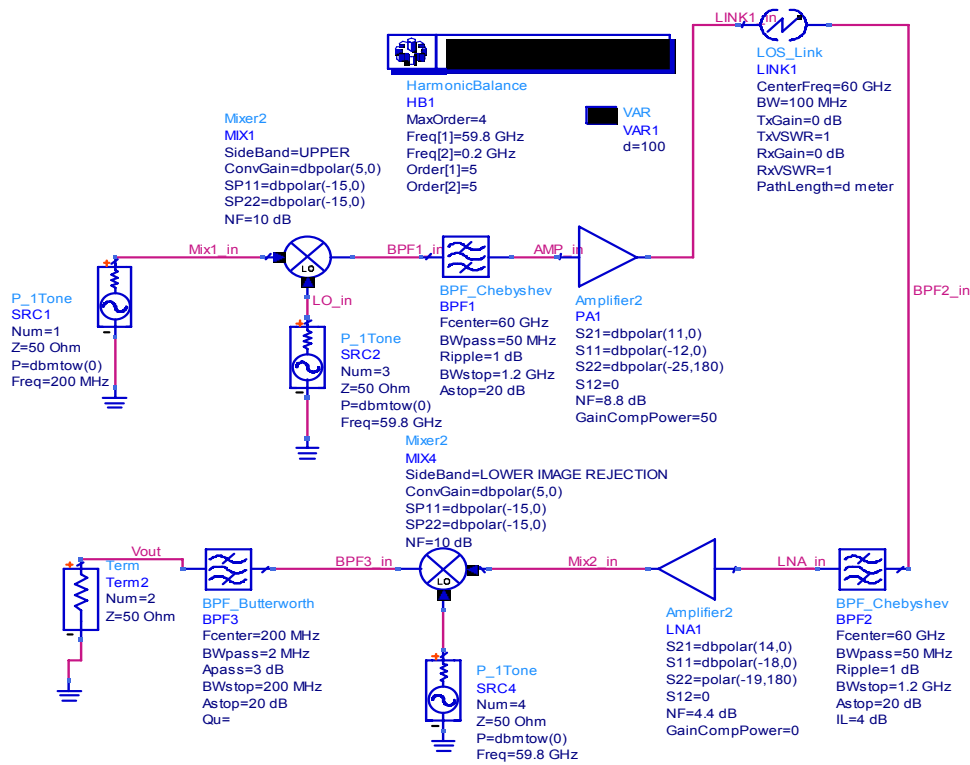 LINK1_in
LOS_Link
LINK1
CenterFreq=60 GHz
BW=100 MHz
TxGain=0 dB
TxVSWR=1
RxGain=0 dB
RxVSWR=1
PathLength=d meter
HarmonicBalance
HB1
MaxOrder=4
Freq[1]=59.8 GHz
Freq[2]=0.2 GHz
Order[1]=5
Order[2]=5
VAR
VAR1
d=100
Mixer2
MIX1
SideBand=UPPER
ConvGain=dbpolar(5,0)
SP11=dbpolar(-15,0)
SP22=dbpolar(-15,0)
NF=10 dB
Mix1_in
LO
BPF1_in
AMP_in
BPF2_in
LO_in
P_1Tone
SRC1
Num=1
Z=50 Ohm
P=dbmtow(0)
Freq=200 MHz
P_1Tone
SRC2
Num=3
Z=50 Ohm
P=dbmtow(0)
Freq=59.8 gHz
BPF_Chebyshev
BPF1
Fcenter=60 GHz
BWpass=50 MHz
Ripple=1 dB
BWstop=1.2 GHz
Astop=20 dB
Amplifier2
PA1
S21=dbpolar(11,0)
S11=dbpolar(-12,0)
S22=dbpolar(-25,180)
S12=0
NF=8.8 dB
GainCompPower=50
Mixer2
MIX4
SideBand=LOWER IMAGE REJECTION
ConvGain=dbpolar(5,0)
SP11=dbpolar(-15,0)
SP22=dbpolar(-15,0)
NF=10 dB
Vout
BPF3_in
LO
Mix2_in
LNA_in
Term
Term2
Num=2
Z=50 Ohm
BPF_Butterworth
BPF3
Fcenter=200 MHz
BWpass=2 MHz
Apass=3 dB
BWstop=200 MHz
Astop=20 dB
Qu=
P_1Tone
SRC4
Num=4
Z=50 Ohm
P=dbmtow(0)
Freq=59.8 gHz
Amplifier2
LNA1
S21=dbpolar(14,0)
S11=dbpolar(-18,0)
S22=polar(-19,180)
S12=0
NF=4.4 dB
GainCompPower=0
BPF_Chebyshev
BPF2
Fcenter=60 GHz
BWpass=50 MHz
Ripple=1 dB
BWstop=1.2 GHz
Astop=20 dB
IL=4 dB